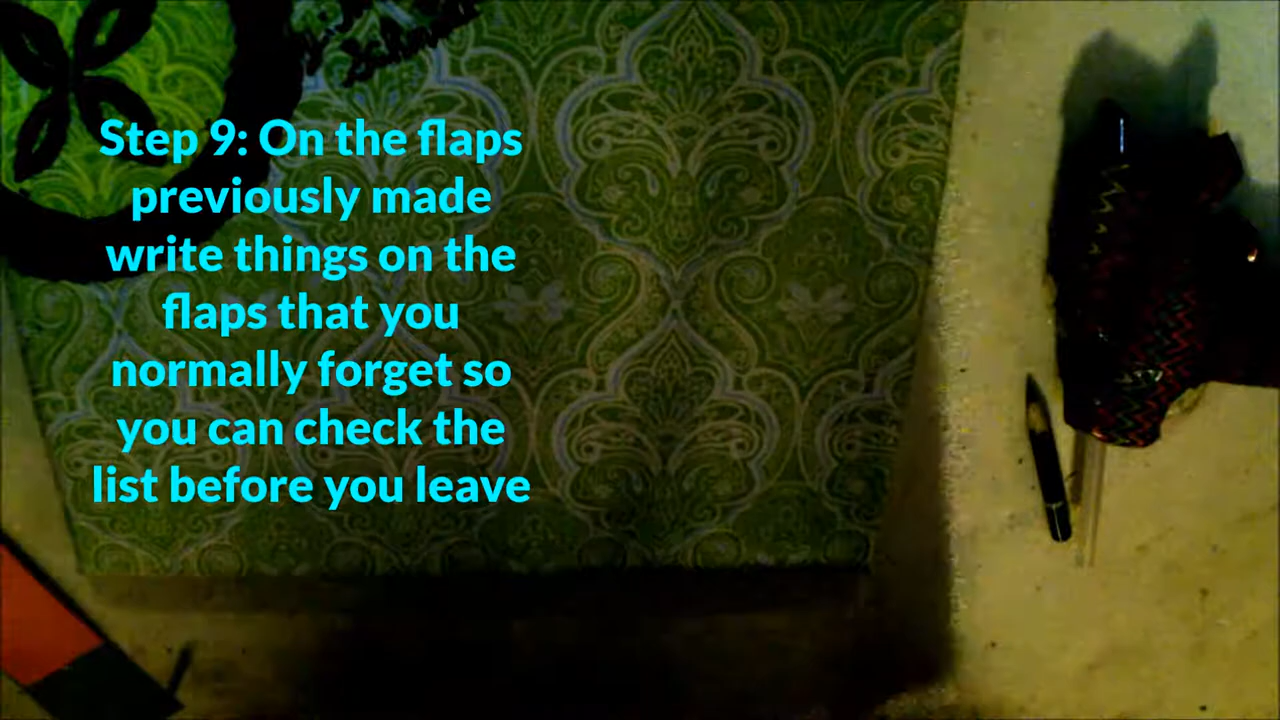 Step 9: On the flaps
previously made
write things on the
flaps that you
normally forget so
you can check the
list before you leave